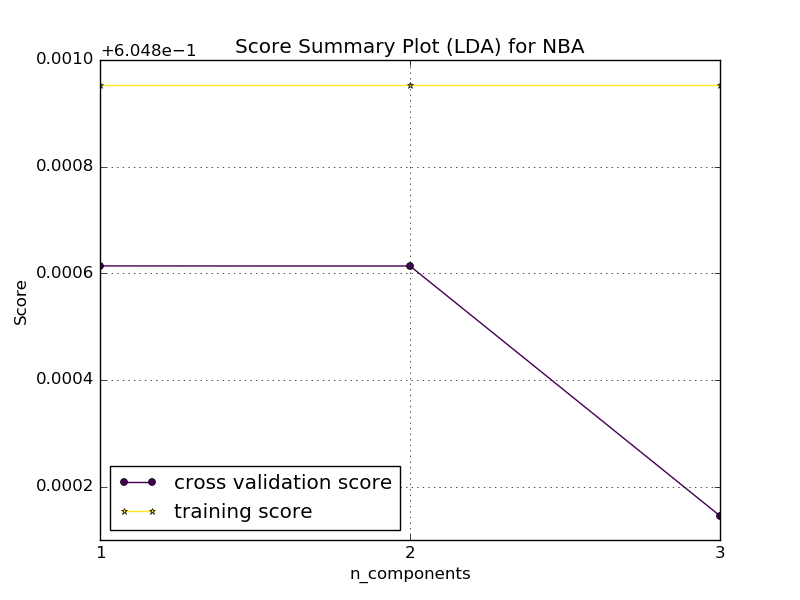 Score Summary Plot (LDA) for NBA
+6.048e−1
0.0010
0.0008
0.0006
0.0004
0.0002
Score
cross validation score
training score
1 2 3
n_components